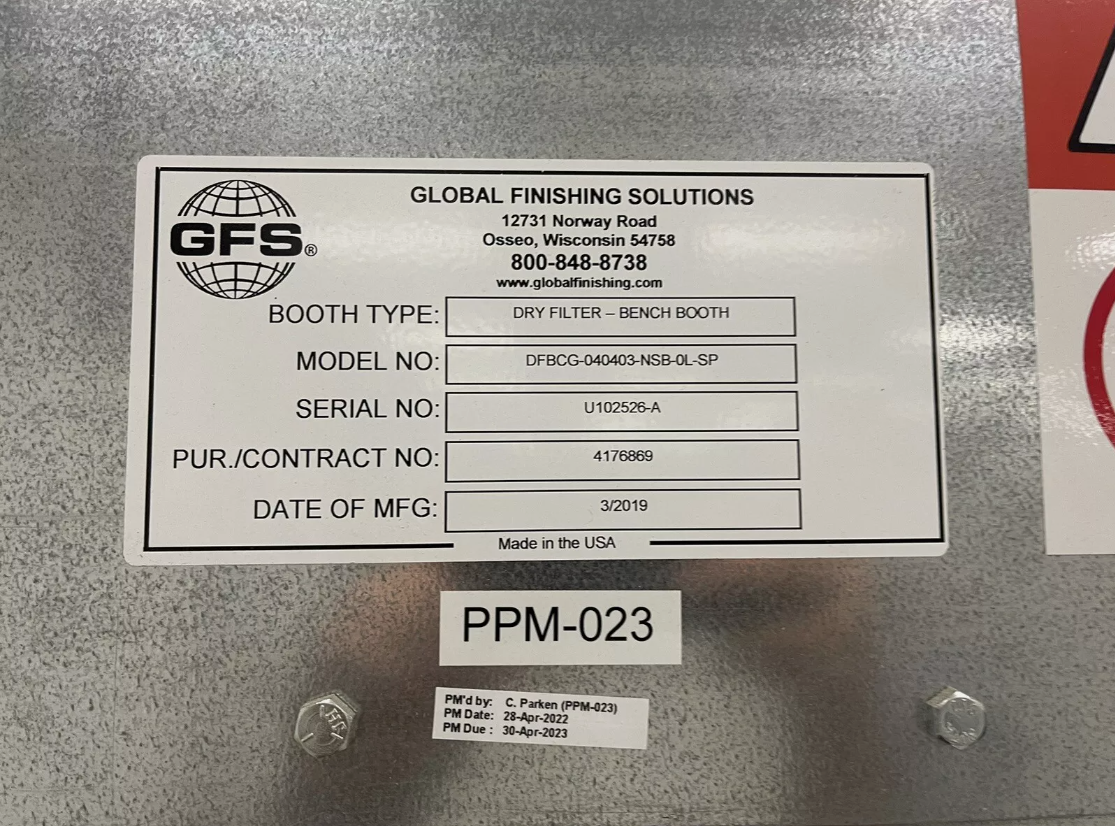 GFS®
GLOBAL FINISHING SOLUTIONS
12731 Norway Road
Osseo, Wisconsin 54758
800-848-8738
www.globalfinishing.com
BOOTH TYPE: DRY FILTER – BENCH BOOTH
MODEL NO: DFBCG-040403-NSB-0L-SP
SERIAL NO: U102526-A
PUR./CONTRACT NO: 4176869
DATE OF MFG: 3/2019
Made in the USA
PPM-023
PM'd by: C. Parken (PPM-023)
PM Date: 28-Apr-2022
PM Due : 30-Apr-2023